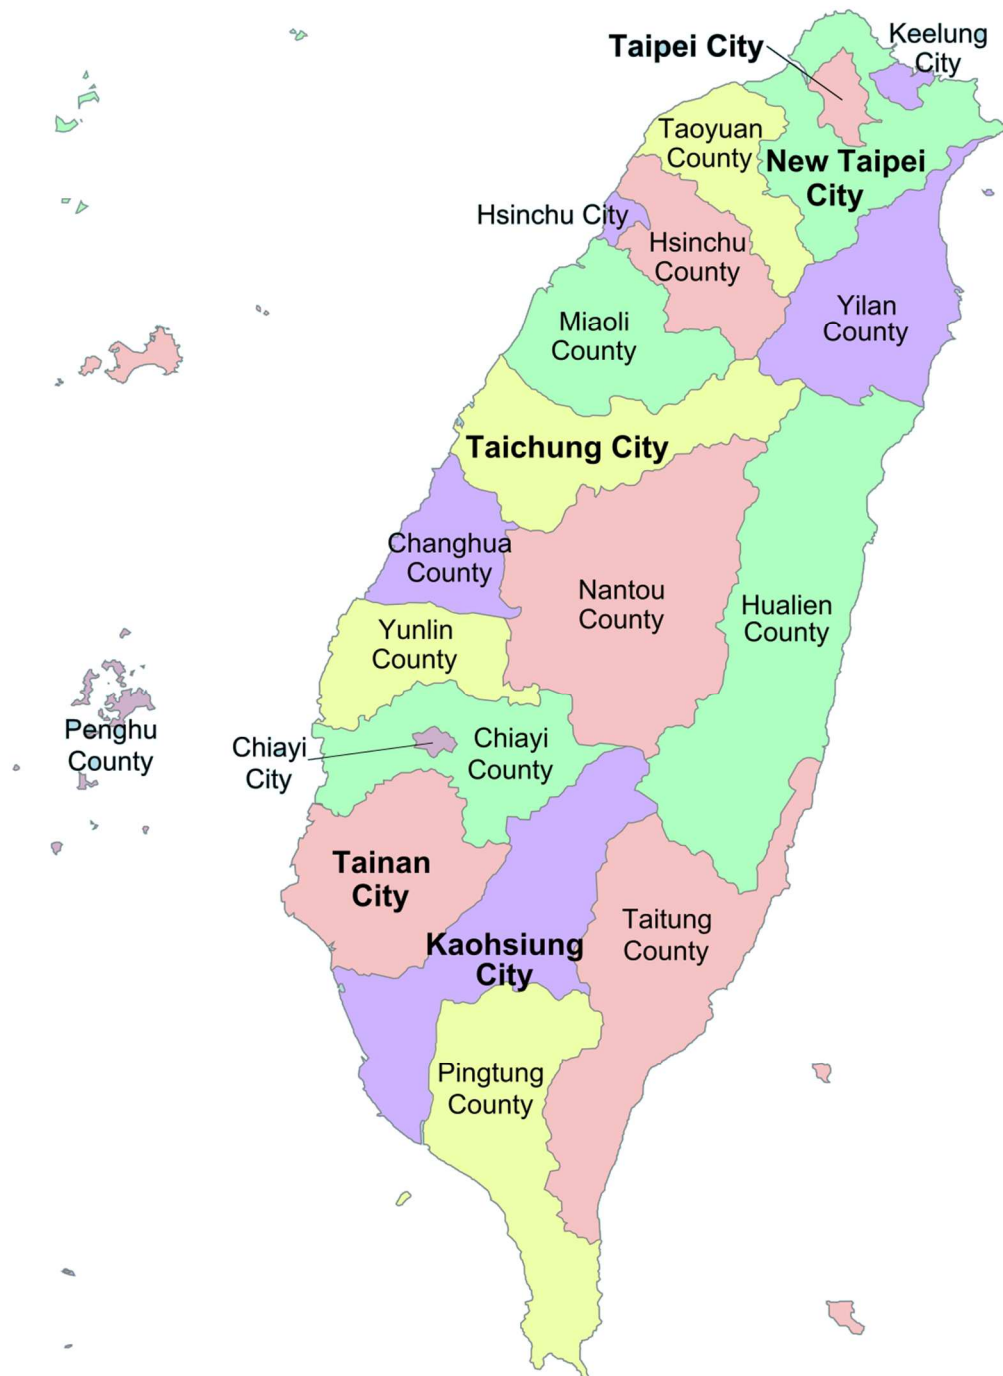 Taipei City
Keelung
City
Taoyuan
County
New Taipei
City
Hsinchu City
Hsinchu
County
Yilan
County
Miaoli
County
Taichung City
Changhua
County
Nantou
County
Hualien
County
Yunlin
County
Penghu
County
Chiayi
City
Chiayi
County
Tainan
City
Taitung
County
Kaohsiung
City
Pingtung
County